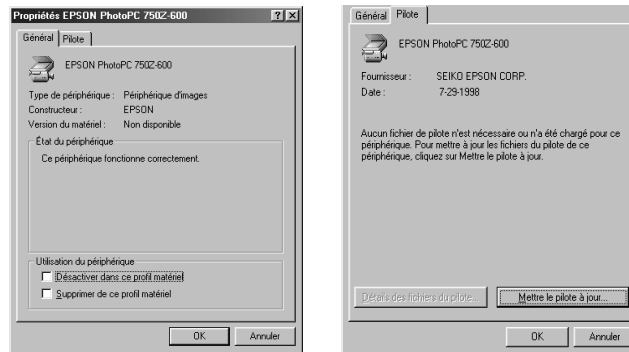 Propriétés EPSON PhotoPC 750Z-600
Général Pilote
EPSON PhotoPC 750Z-600
Type de périphérique : Périphérique d'images
Constructeur : EPSON
Version du matériel : Non disponible
État du périphérique
Ce périphérique fonctionne correctement.
Utilisation du périphérique
Désactiver dans ce profil matériel
Supprimer de ce profil matériel
OK Annuler
Général Pilote
EPSON PhotoPC 750Z-600
Fournisseur : SEIKO EPSON CORP.
Date : 7-29-1998
Aucun fichier de pilote n'est nécessaire ou n'a été chargé pour ce
périphérique. Pour mettre à jour les fichiers du pilote de ce
périphérique, cliquez sur Mettre le pilote à jour.
Détails des fichiers du pilote... Mettre le pilote à jour...
OK Annuler